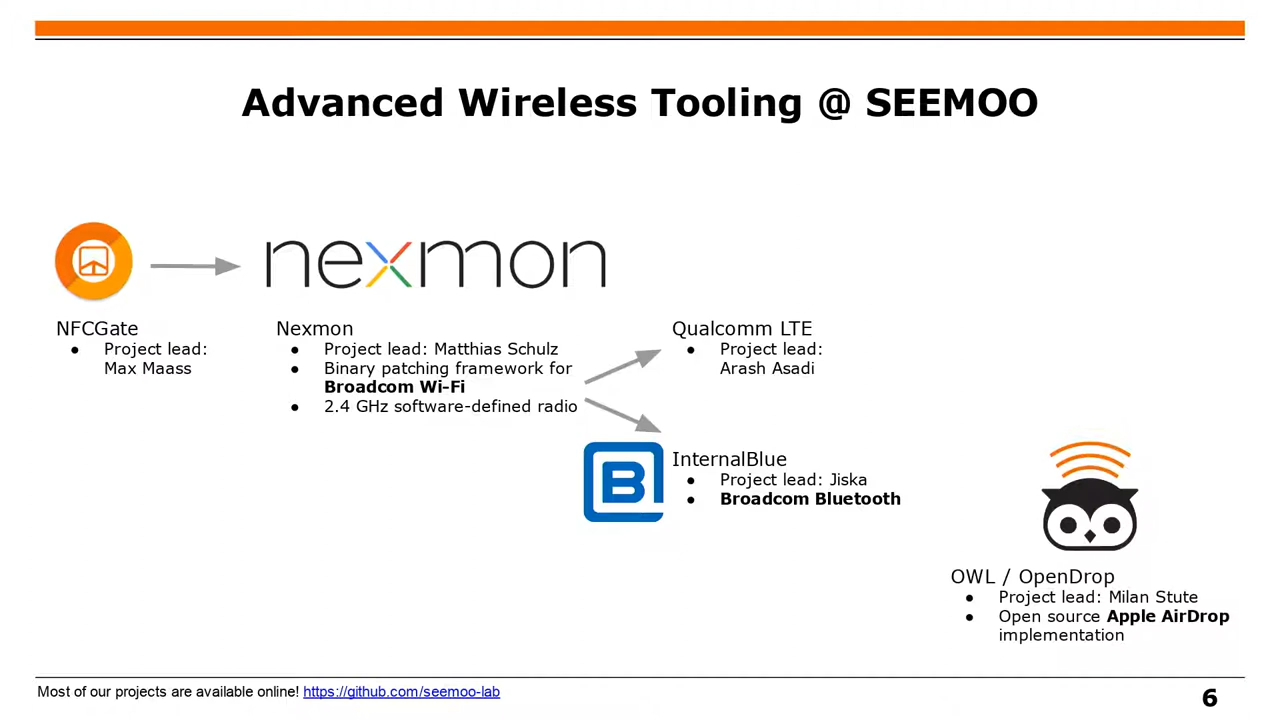 Advanced Wireless Tooling @ SEEMOO
nexmon
NFCGate
● Project lead:
Max Maass
Nexmon
● Project lead: Matthias Schulz
● Binary patching framework for
Broadcom Wi-Fi
● 2.4 GHz software-defined radio
Qualcomm LTE
● Project lead:
Arash Asadi
B
InternalBlue
● Project lead: Jiska
● Broadcom Bluetooth
OWL / OpenDrop
● Project lead: Milan Stute
● Open source Apple AirDrop
implementation
Most of our projects are available online! https://github.com/seemoo-lab
6